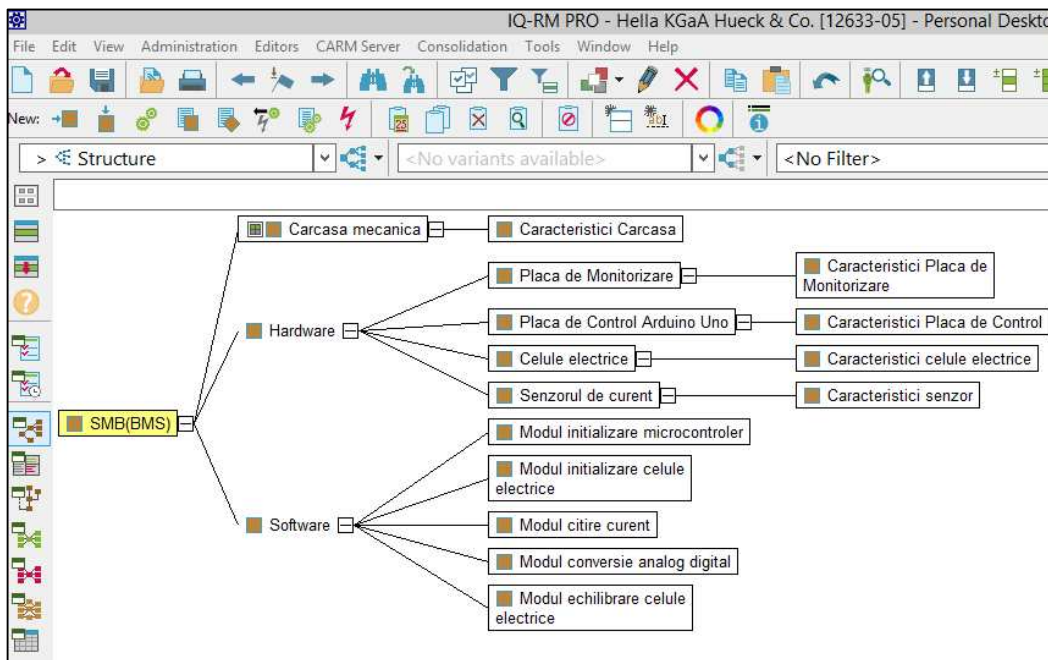 IQ-RM PRO - Hella KGaA Hueck & Co. [12633-05] - Personal Deskto
File Edit View Administration Editors CARM Server Consolidation Tools Window Help
New:
25
abI
> Structure
<No variants available>
<No Filter>
Carcasa mecanica
Caracteristici Carcasa
Placa de Monitorizare
Caracteristici Placa de
Monitorizare
Hardware
Placa de Control Arduino Uno
Caracteristici Placa de Control
Celule electrice
Caracteristici celule electrice
Senzorul de curent
Caracteristici senzor
SMB(BMS)
Modul initializare microcontroler
Modul initializare celule
electrice
Software
Modul citire curent
Modul conversie analog digital
Modul echilibrare celule
electrice